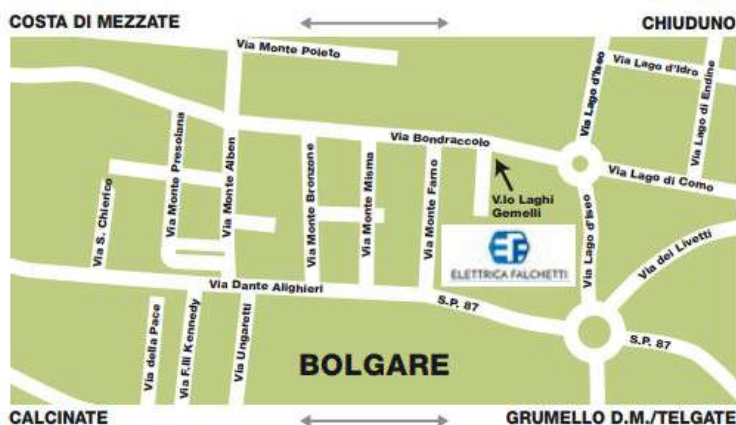 COSTA DI MEZZATE
CHIUDUNO
Via Monte Poieto
Via Lago d'Iseo
Via Lago d'Idro
Via Lago di Endine
Via Monte Presolana
Via Monte Alben
Via Bondraccolo
Via Monte Bronzone
Via Monte Misma
Via Monte Farno
Via S. Chierico
V.lo Laghi
Gemelli
Via Lago di Como
Via Lago d'Iseo
Via dei Livetti
EF
ELETTRICA FALCHETTI
Via Dante Alighieri
S.P. 87
S.P. 87
Via della Pace
Via F.lli Kennedy
Via Ungaretti
BOLGARE
CALCINATE
GRUMELLO D.M./TELGATE